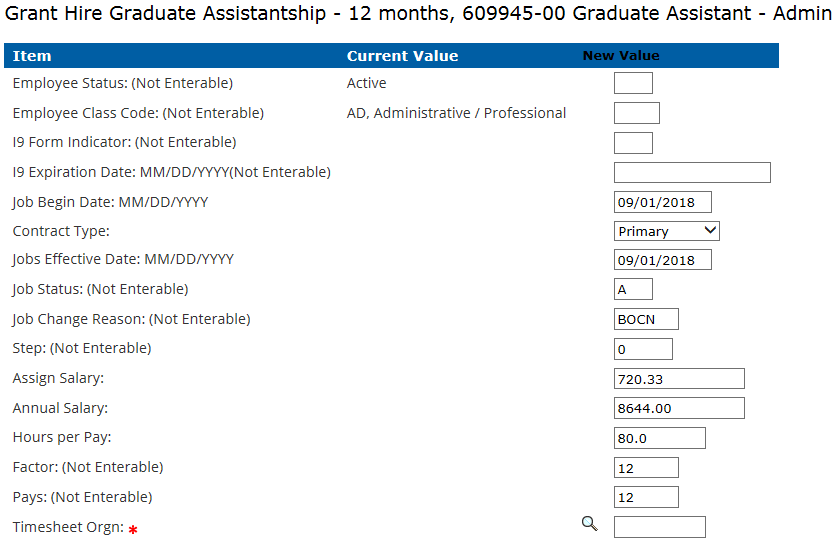 Grant Hire Graduate Assistantship - 12 months, 609945-00 Graduate Assistant - Admin
Item Current Value New Value
Employee Status: (Not Enterable) Active
Employee Class Code: (Not Enterable) AD, Administrative / Professional
I9 Form Indicator: (Not Enterable)
I9 Expiration Date: MM/DD/YYYY(Not Enterable)
Job Begin Date: MM/DD/YYYY 09/01/2018
Contract Type: Primary
Jobs Effective Date: MM/DD/YYYY 09/01/2018
Job Status: (Not Enterable) A
Job Change Reason: (Not Enterable) BOCN
Step: (Not Enterable) 0
Assign Salary: 720.33
Annual Salary: 8644.00
Hours per Pay: 80.0
Factor: (Not Enterable) 12
Pays: (Not Enterable) 12
Timesheet Orgn: *